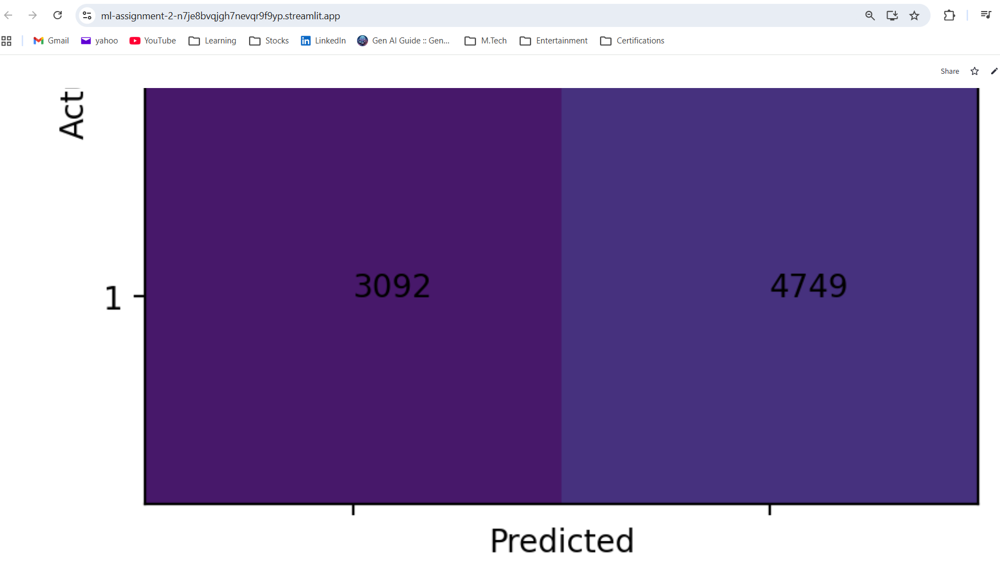 ml-assignment-2-n7je8bvqjgh7nevqr9f9yp.streamlit.app
Gmail yahoo YouTube Learning Stocks LinkedIn Gen AI Guide :: Gen... M.Tech Entertainment Certifications
Share
Act
3092 4749
1
Predicted